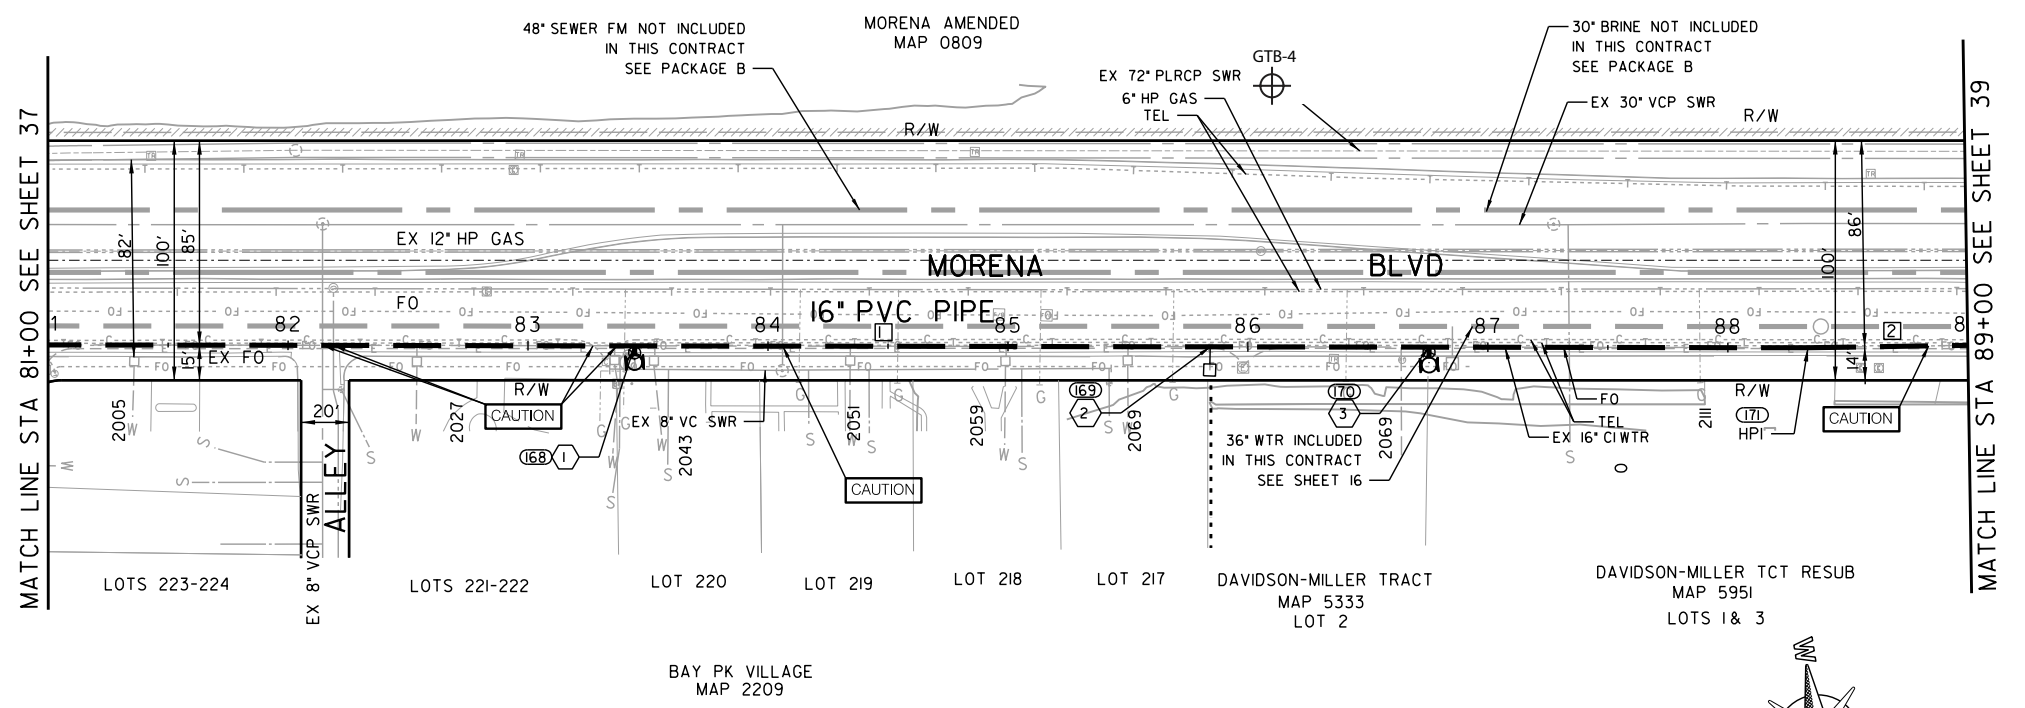 MORENA AMENDED
MAP 0809
48" SEWER FM NOT INCLUDED
IN THIS CONTRACT
SEE PACKAGE B
GTB-4
EX 72" PLRCP SWR
6" HP GAS
TEL
30" BRINE NOT INCLUDED
IN THIS CONTRACT
SEE PACKAGE B
EX 30" VCP SWR
R/W
R/W
MATCH LINE STA 81+00 SEE SHEET 37
MATCH LINE STA 89+00 SEE SHEET 39
82'
100'
85'
EX 12" HP GAS
MORENA BLVD
100'
86'
FO
16" PVC PIPE
1
82
83
84
85
86
87
88
8
1
2
15'
EX FO
14'
R/W
R/W
20'
CAUTION
CAUTION
CAUTION
2005
2027
2043
2051
2059
2069
2069
2111
EX 8" VC SWR
168
1
169
2
170
3
171
HP1
FO
TEL
EX 16" CI WTR
36" WTR INCLUDED
IN THIS CONTRACT
SEE SHEET 16
0
ALLEY
EX 8" VCP SWR
LOTS 223-224
LOTS 221-222
LOT 220
LOT 219
LOT 218
LOT 217
DAVIDSON-MILLER TRACT
MAP 5333
LOT 2
DAVIDSON-MILLER TCT RESUB
MAP 5951
LOTS 1 & 3
BAY PK VILLAGE
MAP 2209
N